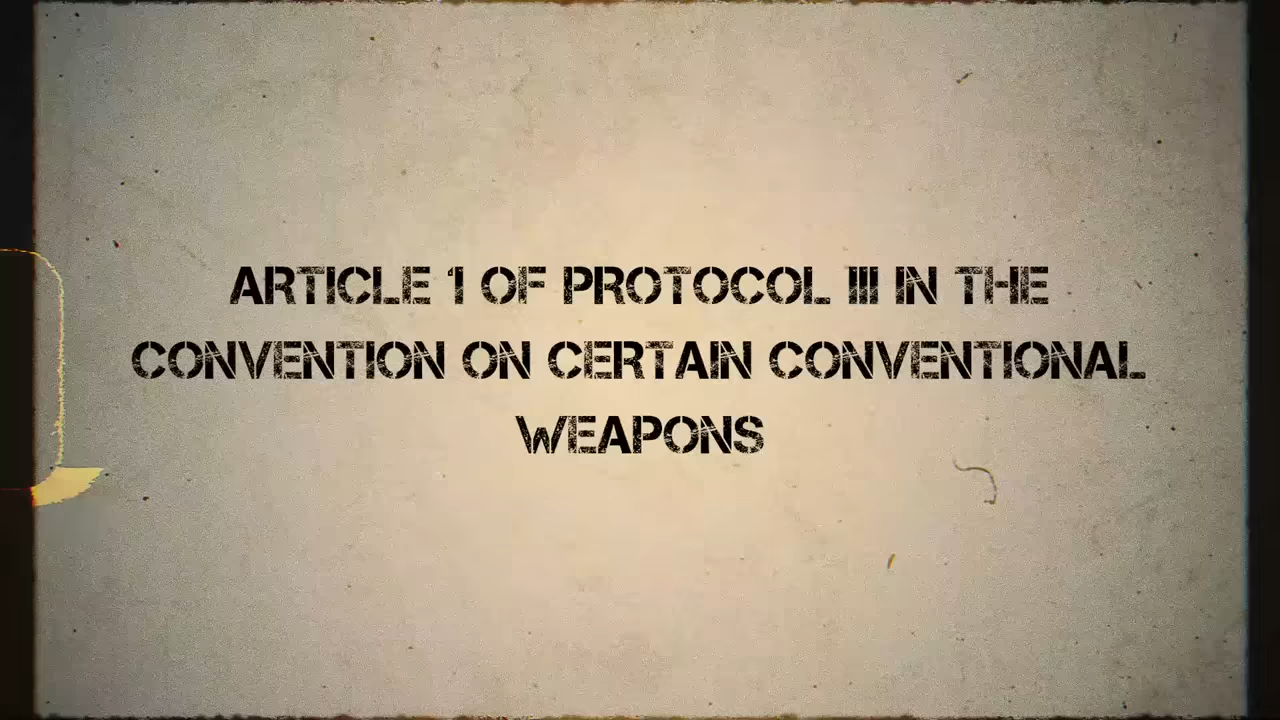 ARTICLE 1 OF PROTOCOL III IN THE
CONVENTION ON CERTAIN CONVENTIONAL
WEAPONS